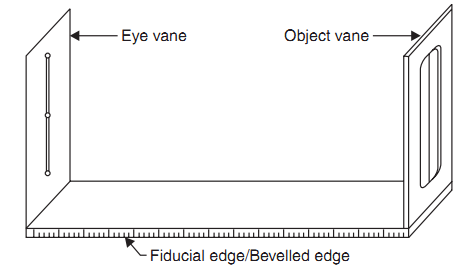 Eye vane
Object vane
Fiducial edge/Bevelled edge